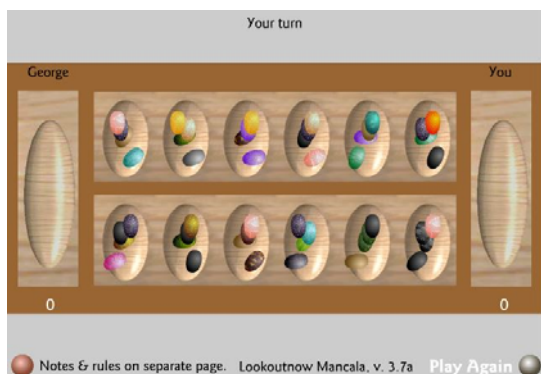 Your turn
George
You
0
0
Notes & rules on separate page. Lookoutnow Mancala, v. 3.7a Play Again